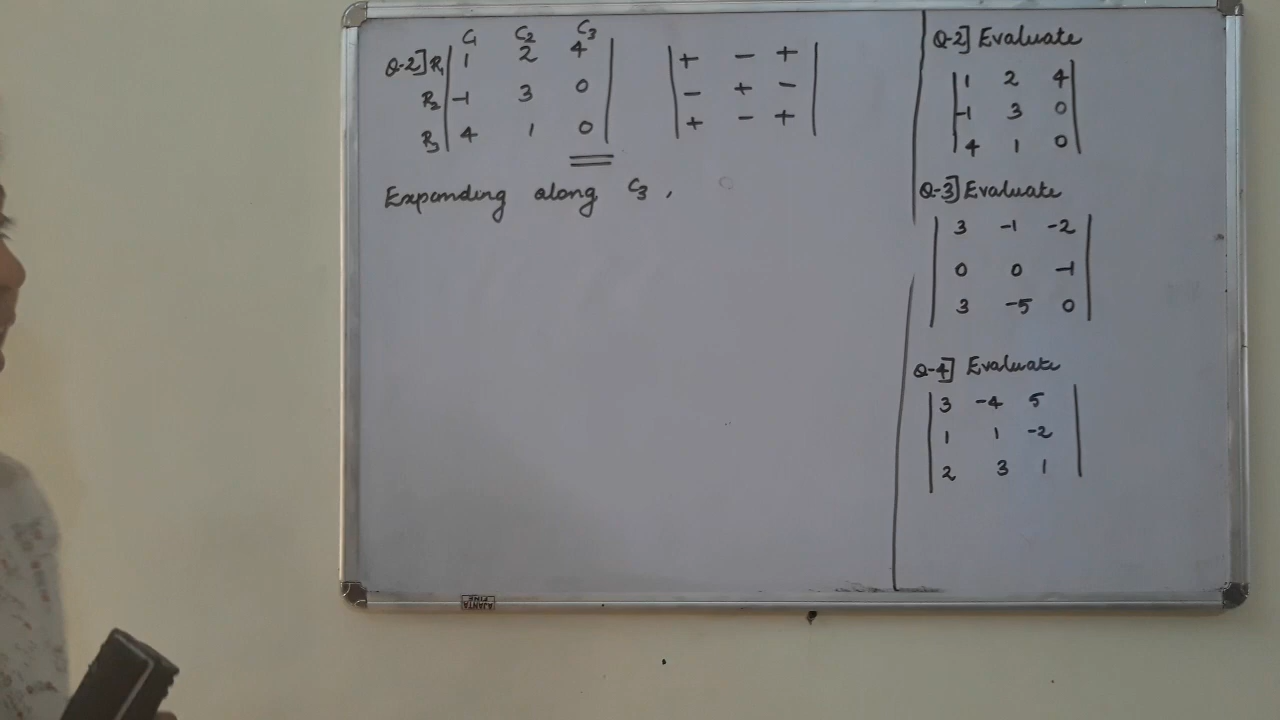 C1 C2 C3
Q-2] R1 | 1 2 4 | | + - + |
R2 | -1 3 0 | | - + - |
R3 | 4 1 0 | | + - + |
Expanding along C3,
Q-2] Evaluate
| 1 2 4 |
| -1 3 0 |
| 4 1 0 |
Q-3] Evaluate
| 3 -1 -2 |
| 0 0 -1 |
| 3 -5 0 |
Q-4] Evaluate
| 3 -4 5 |
| 1 1 -2 |
| 2 3 1 |
AJANTA
FINE